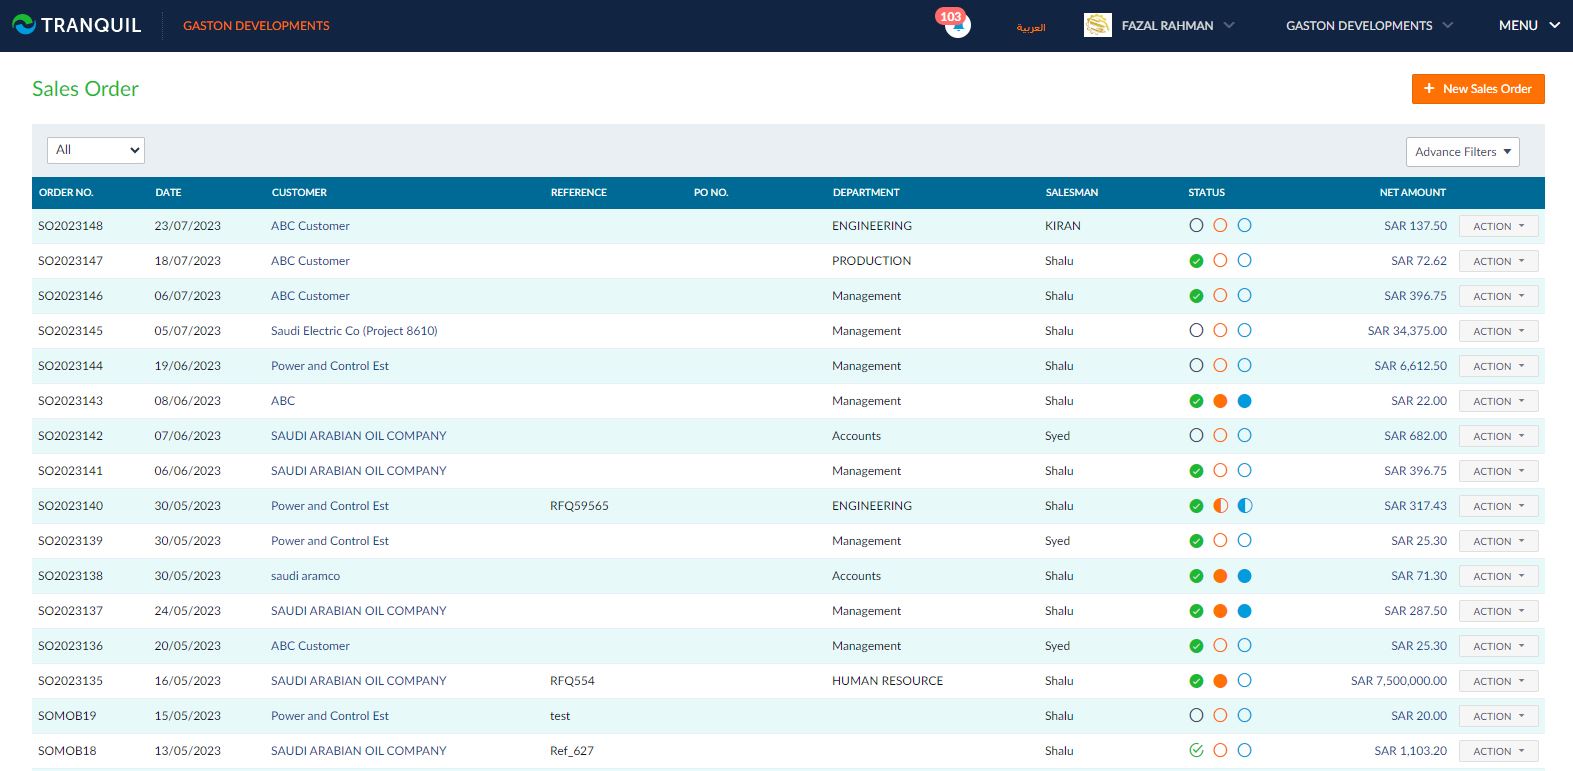 TRANQUIL GASTON DEVELOPMENTS 103 العربية FAZAL RAHMAN GASTON DEVELOPMENTS MENU
Sales Order + New Sales Order
All Advance Filters
ORDER NO. DATE CUSTOMER REFERENCE PO NO. DEPARTMENT SALESMAN STATUS NET AMOUNT
SO2023148 23/07/2023 ABC Customer ENGINEERING KIRAN SAR 137.50 ACTION
SO2023147 18/07/2023 ABC Customer PRODUCTION Shalu SAR 72.62 ACTION
SO2023146 06/07/2023 ABC Customer Management Shalu SAR 396.75 ACTION
SO2023145 05/07/2023 Saudi Electric Co (Project 8610) Management Shalu SAR 34,375.00 ACTION
SO2023144 19/06/2023 Power and Control Est Management Shalu SAR 6,612.50 ACTION
SO2023143 08/06/2023 ABC Management Shalu SAR 22.00 ACTION
SO2023142 07/06/2023 SAUDI ARABIAN OIL COMPANY Accounts Syed SAR 682.00 ACTION
SO2023141 06/06/2023 SAUDI ARABIAN OIL COMPANY Management Shalu SAR 396.75 ACTION
SO2023140 30/05/2023 Power and Control Est RFQ59565 ENGINEERING Shalu SAR 317.43 ACTION
SO2023139 30/05/2023 Power and Control Est Management Syed SAR 25.30 ACTION
SO2023138 30/05/2023 saudi aramco Accounts Shalu SAR 71.30 ACTION
SO2023137 24/05/2023 SAUDI ARABIAN OIL COMPANY Management Shalu SAR 287.50 ACTION
SO2023136 20/05/2023 ABC Customer Management Syed SAR 25.30 ACTION
SO2023135 16/05/2023 SAUDI ARABIAN OIL COMPANY RFQ554 HUMAN RESOURCE Shalu SAR 7,500,000.00 ACTION
SOMOB19 15/05/2023 Power and Control Est test Shalu SAR 20.00 ACTION
SOMOB18 13/05/2023 SAUDI ARABIAN OIL COMPANY Ref_627 Shalu SAR 1,103.20 ACTION